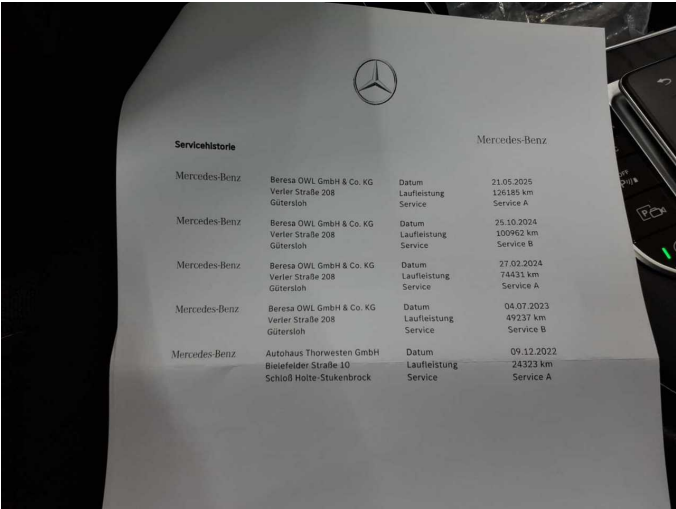 Servicehistorie Mercedes-Benz
Mercedes-Benz Beresa OWL GmbH & Co. KG Datum 21.05.2025
Verler Straße 208 Laufleistung 126185 km
Gütersloh Service Service A
Mercedes-Benz Beresa OWL GmbH & Co. KG Datum 25.10.2024
Verler Straße 208 Laufleistung 100962 km
Gütersloh Service Service B
Mercedes-Benz Beresa OWL GmbH & Co. KG Datum 27.02.2024
Verler Straße 208 Laufleistung 74431 km
Gütersloh Service Service A
Mercedes-Benz Beresa OWL GmbH & Co. KG Datum 04.07.2023
Verler Straße 208 Laufleistung 49237 km
Gütersloh Service Service B
Mercedes-Benz Autohaus Thorwesten GmbH Datum 09.12.2022
Bielefelder Straße 10 Laufleistung 24323 km
Schloß Holte-Stukenbrock Service Service A
P